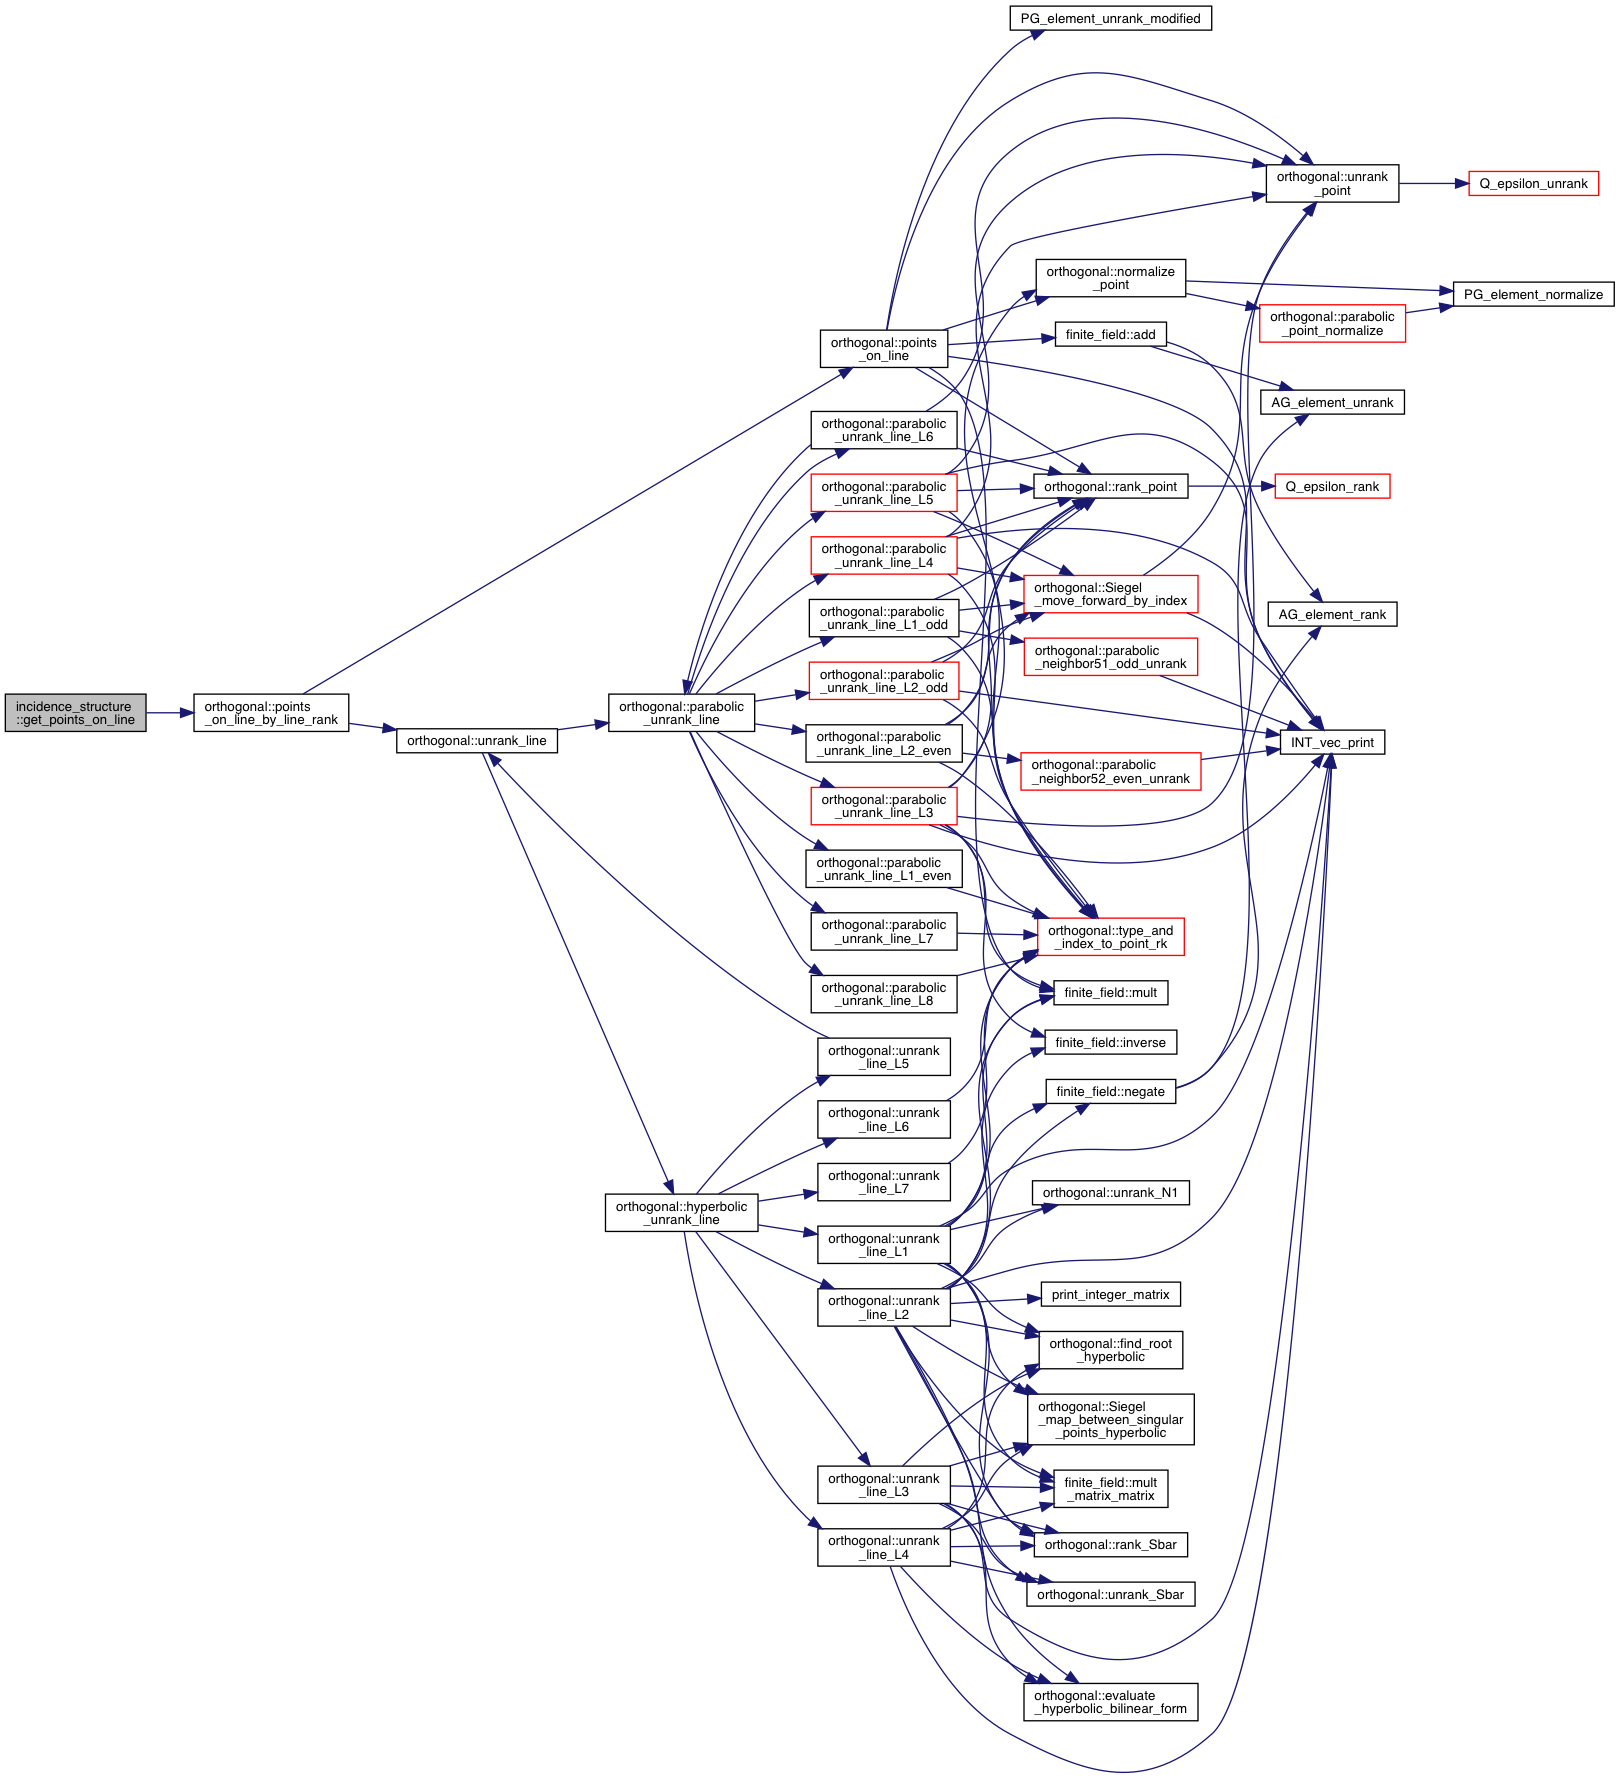 incidence_structure
::get_points_on_line
orthogonal::points
_on_line_by_line_rank
orthogonal::unrank_line
orthogonal::parabolic
_unrank_line
orthogonal::hyperbolic
_unrank_line
orthogonal::points
_on_line
orthogonal::parabolic
_unrank_line_L6
orthogonal::parabolic
_unrank_line_L5
orthogonal::parabolic
_unrank_line_L4
orthogonal::parabolic
_unrank_line_L1_odd
orthogonal::parabolic
_unrank_line_L2_odd
orthogonal::parabolic
_unrank_line_L2_even
orthogonal::parabolic
_unrank_line_L3
orthogonal::parabolic
_unrank_line_L1_even
orthogonal::parabolic
_unrank_line_L7
orthogonal::parabolic
_unrank_line_L8
orthogonal::unrank
_line_L5
orthogonal::unrank
_line_L6
orthogonal::unrank
_line_L7
orthogonal::unrank
_line_L1
orthogonal::unrank
_line_L2
orthogonal::unrank
_line_L3
orthogonal::unrank
_line_L4
PG_element_unrank_modified
orthogonal::normalize
_point
finite_field::add
orthogonal::rank_point
orthogonal::Siegel
_move_forward_by_index
orthogonal::parabolic
_neighbor51_odd_unrank
orthogonal::parabolic
_neighbor52_even_unrank
orthogonal::type_and
_index_to_point_rk
finite_field::mult
finite_field::inverse
finite_field::negate
orthogonal::unrank_N1
print_integer_matrix
orthogonal::find_root
_hyperbolic
orthogonal::Siegel
_map_between_singular
_points_hyperbolic
finite_field::mult
_matrix_matrix
orthogonal::rank_Sbar
orthogonal::unrank_Sbar
orthogonal::evaluate
_hyperbolic_bilinear_form
orthogonal::unrank
_point
orthogonal::parabolic
_point_normalize
AG_element_unrank
Q_epsilon_rank
AG_element_rank
INT_vec_print
Q_epsilon_unrank
PG_element_normalize